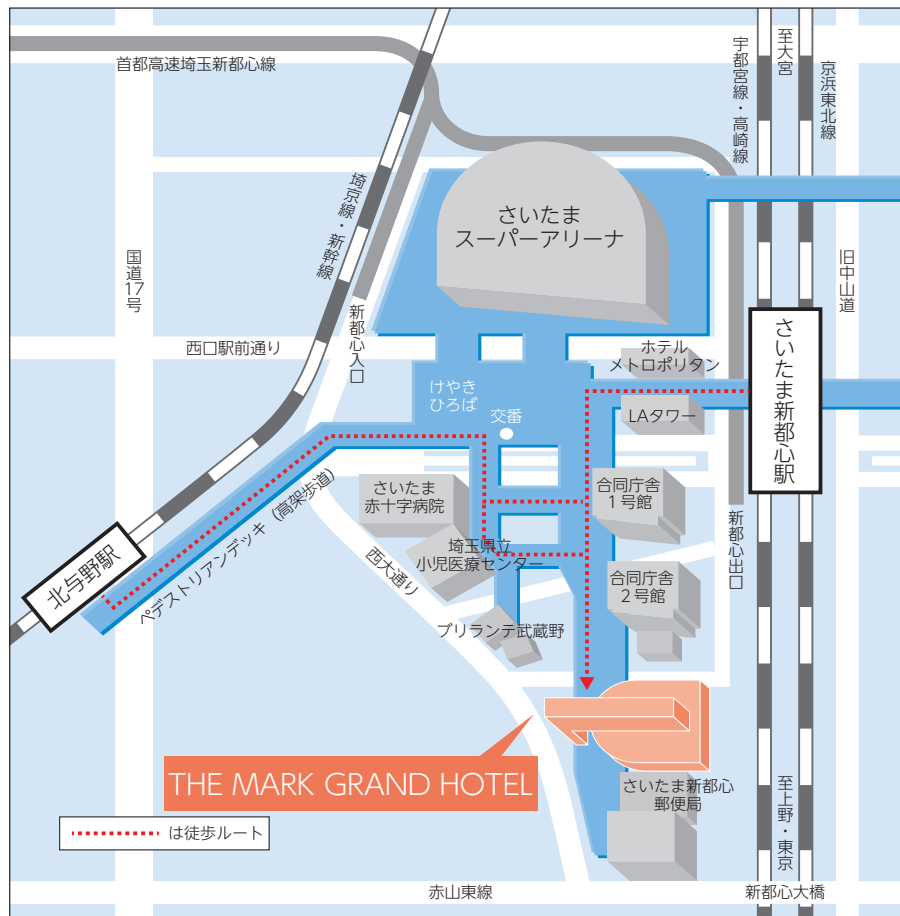 首都高速埼玉新都心線
宇都宮線・高崎線
至大宮
京浜東北線
埼京線・新幹線
さいたま
スーパーアリーナ
国道17号
旧中山道
新都心入口
西口駅前通り
ホテル
メトロポリタン
さいたま新都心駅
けやき
ひろば
交番
LAタワー
さいたま
赤十字病院
合同庁舎
1号館
ペデストリアンデッキ（高架歩道）
埼玉県立
小児医療センター
新都心出口
北与野駅
西大通り
合同庁舎
2号館
ブリランテ武蔵野
THE MARK GRAND HOTEL
さいたま新都心
郵便局
至上野・東京
は徒歩ルート
赤山東線
新都心大橋